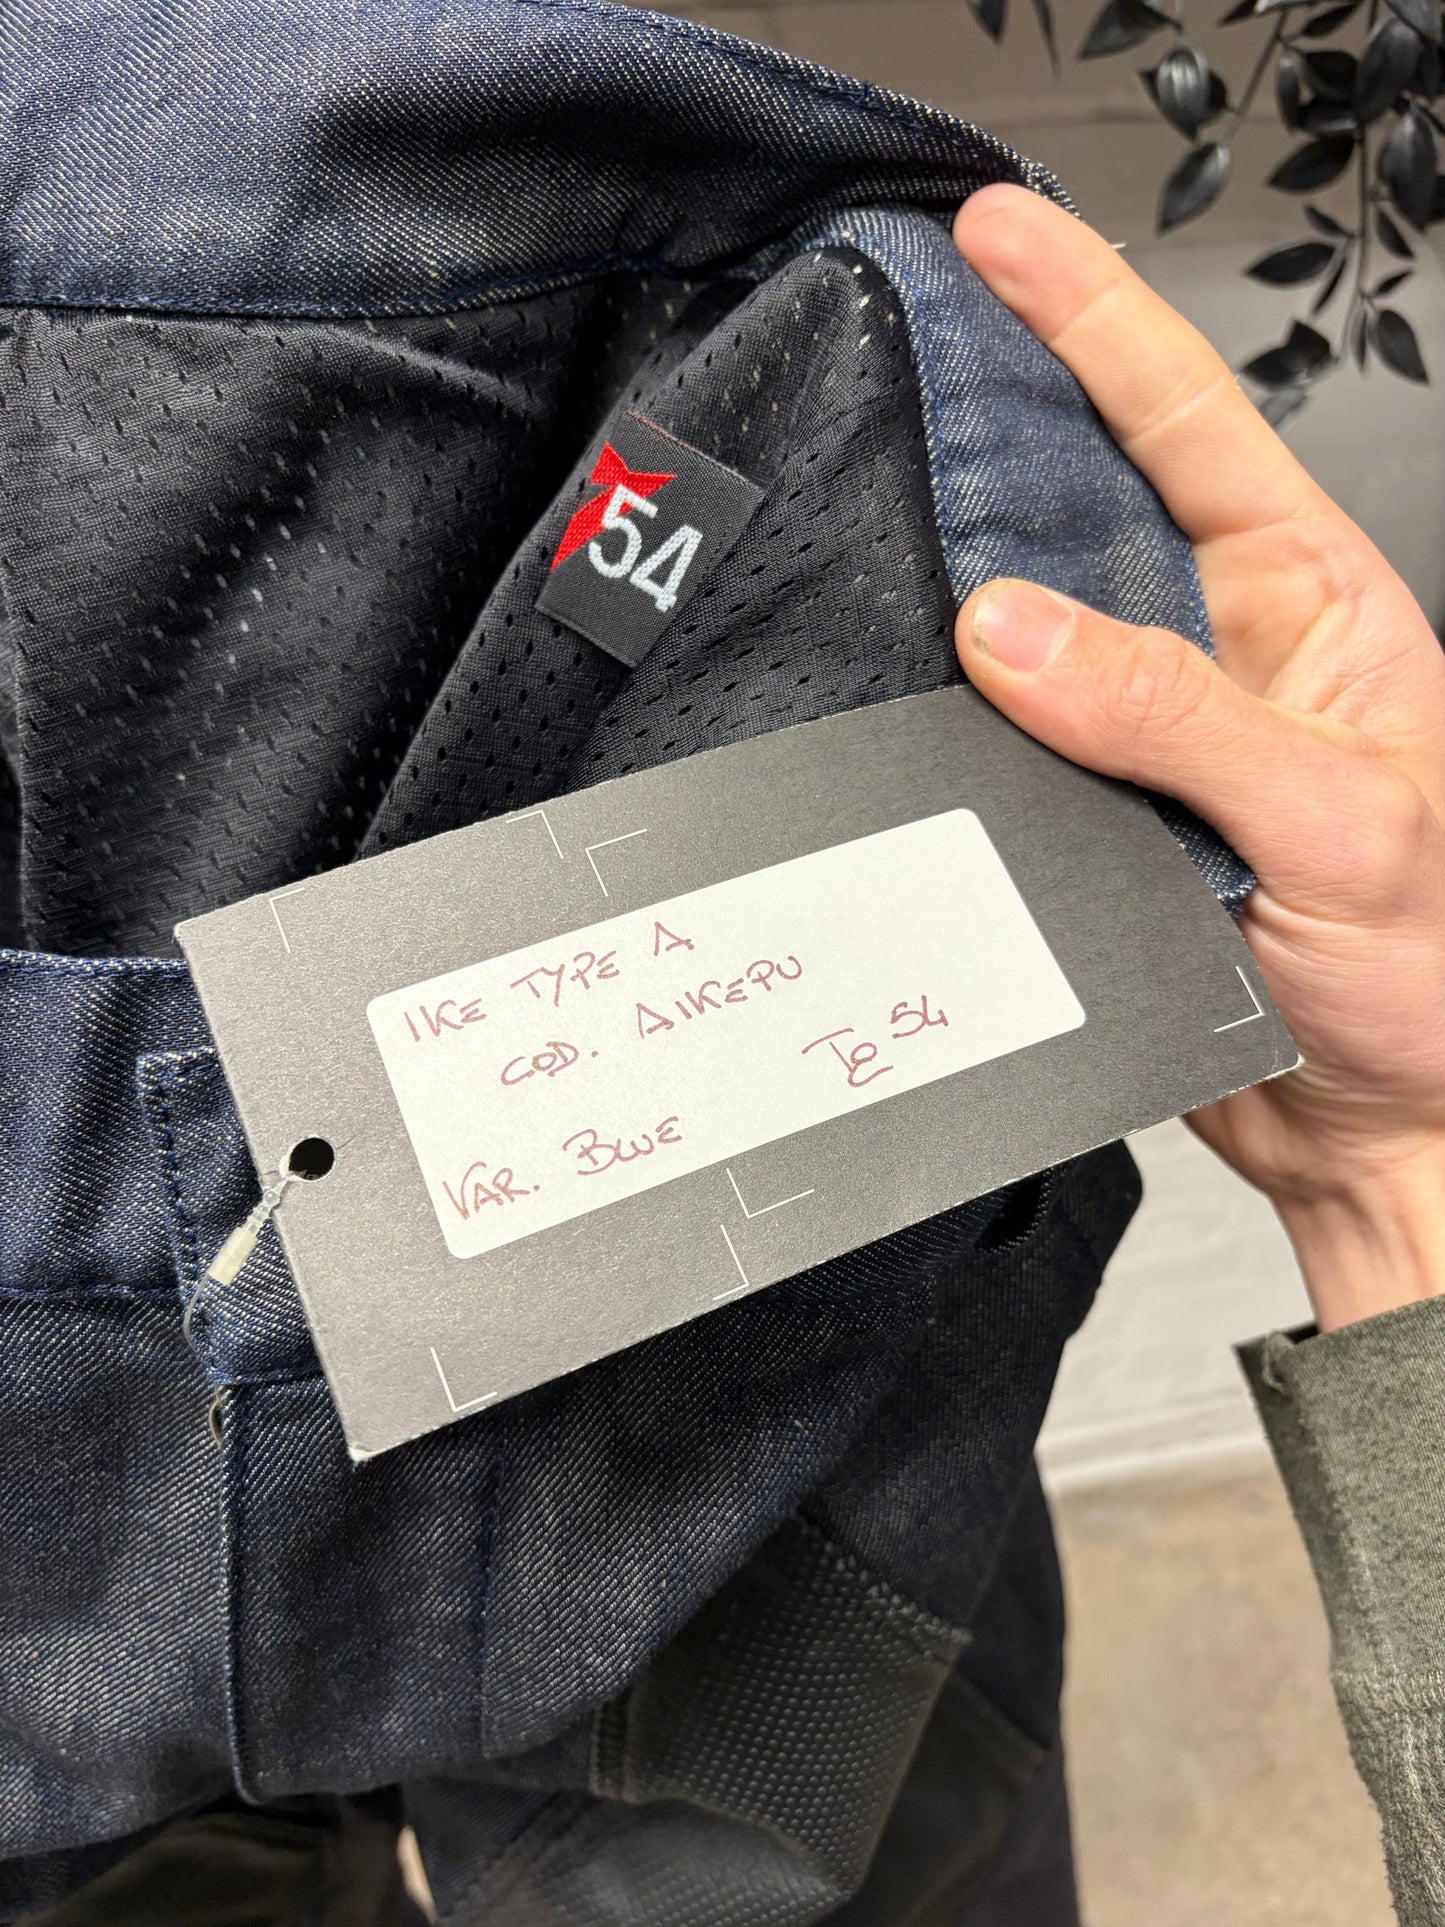 54
IKE TYPE A
COD. AIKEPU
Tg 54
VAR. BLUE